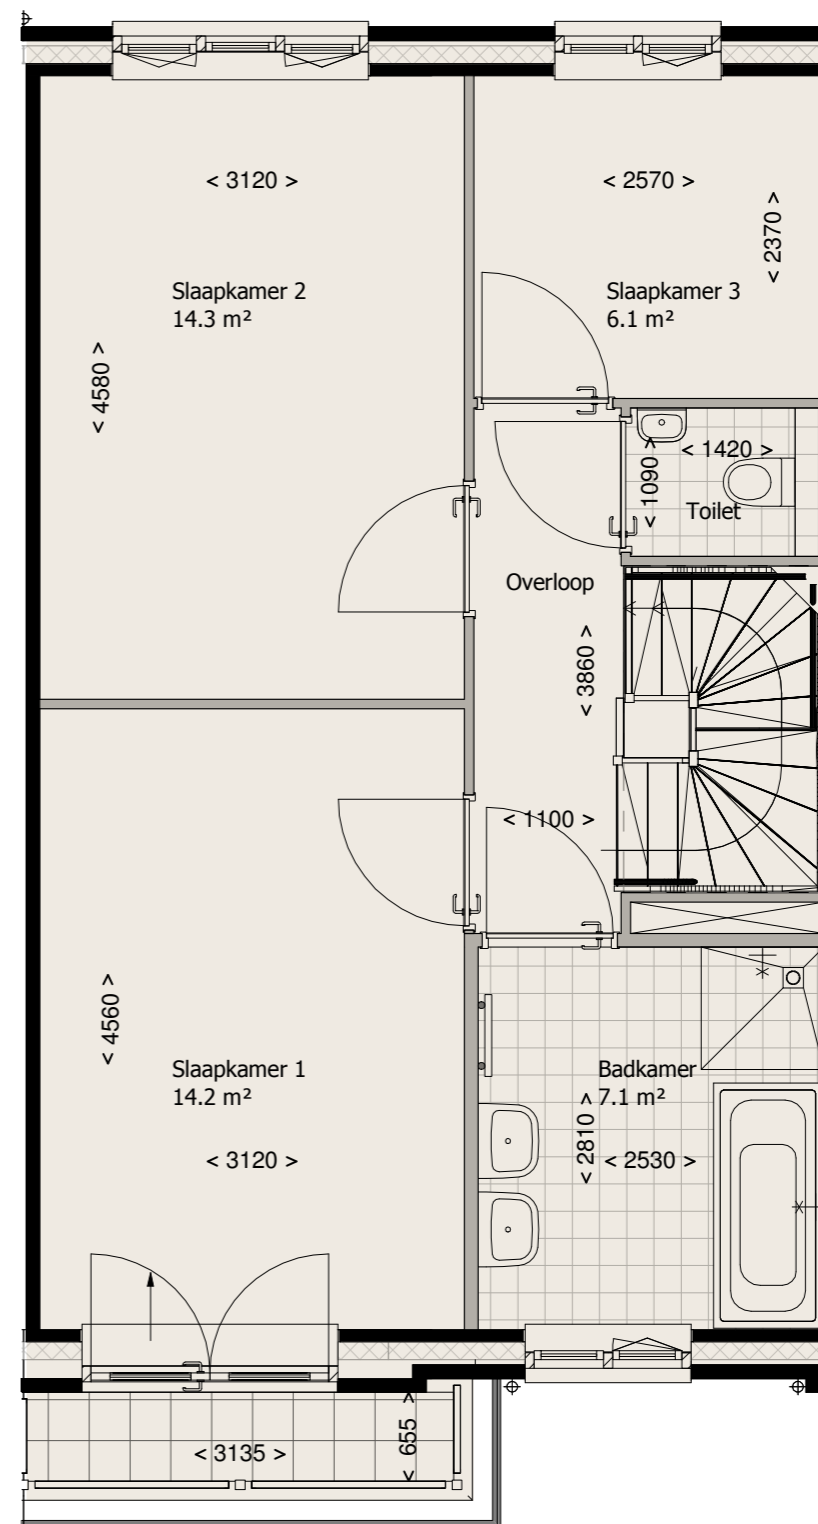 < 3120 >
< 2570 >
< 2370 >
Slaapkamer 2
14.3 m²
Slaapkamer 3
6.1 m²
< 4580 >
< 1420 >
< 1090 >
Toilet
Overloop
< 3860 >
< 1100 >
< 4560 >
Slaapkamer 1
14.2 m²
Badkamer
7.1 m²
< 2810 >
< 3120 >
< 2530 >
< 3135 >
< 655 >